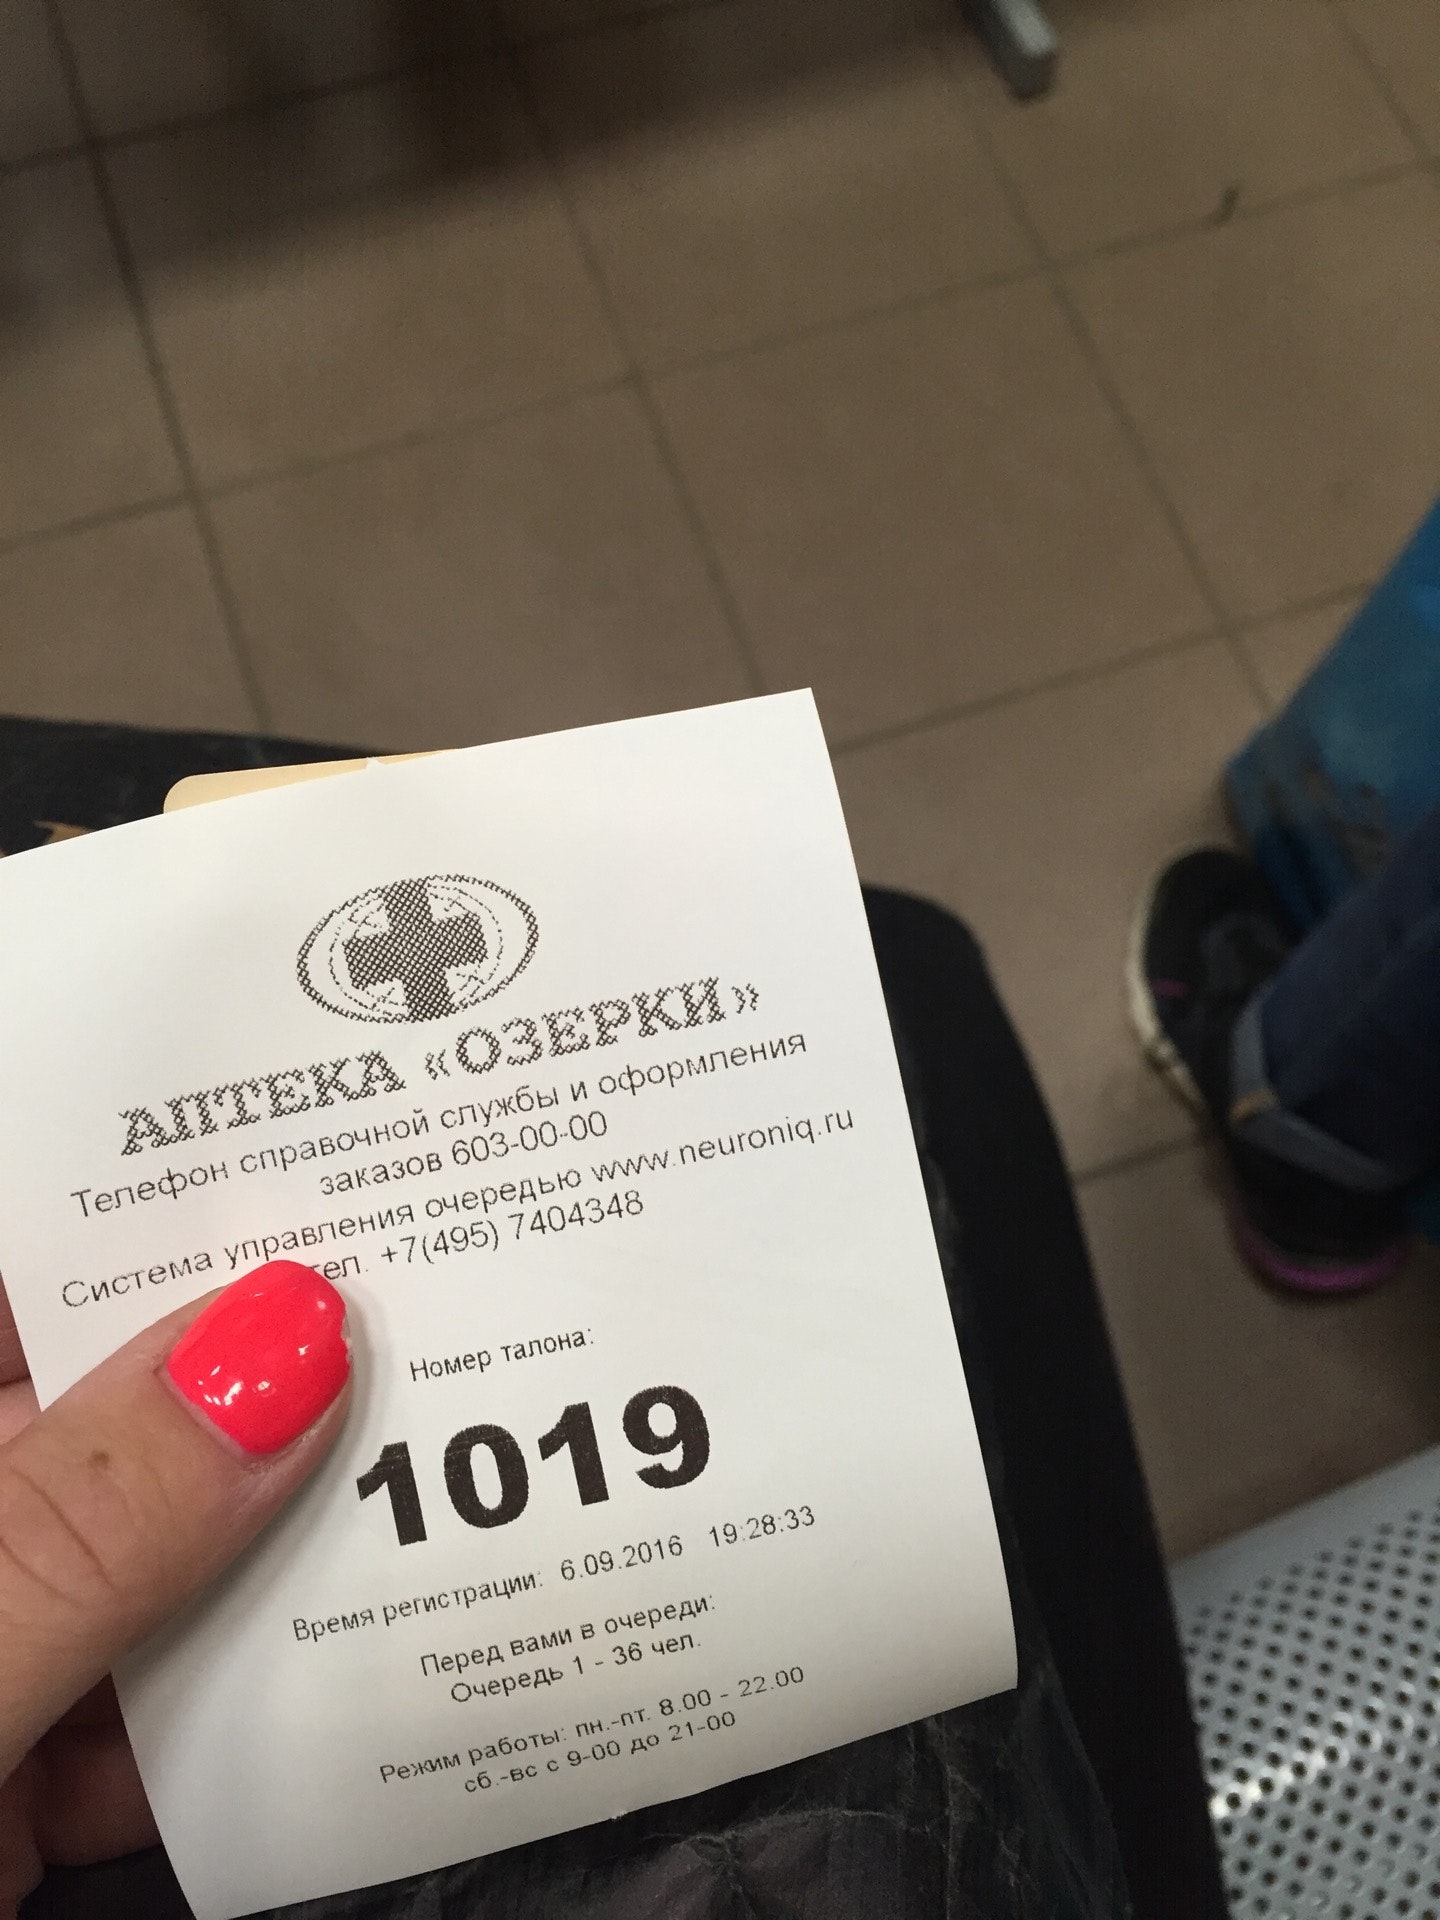 АПТЕКА «ОЗЕРКИ»
Телефон справочной службы и оформления
заказов 603-00-00
Система управления очередью www.neuroniq.ru
тел. +7(495) 7404348
Номер талона:
1019
Время регистрации: 6.09.2016 19:28:33
Перед вами в очереди:
Очередь 1 - 36 чел.
Режим работы: пн.-пт. 8.00 - 22.00
сб.-вс с 9-00 до 21-00